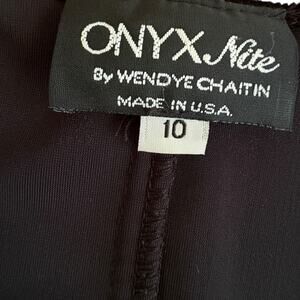 ONYX Nite
By WENDYE CHAITIN
MADE IN U.S.A.
10